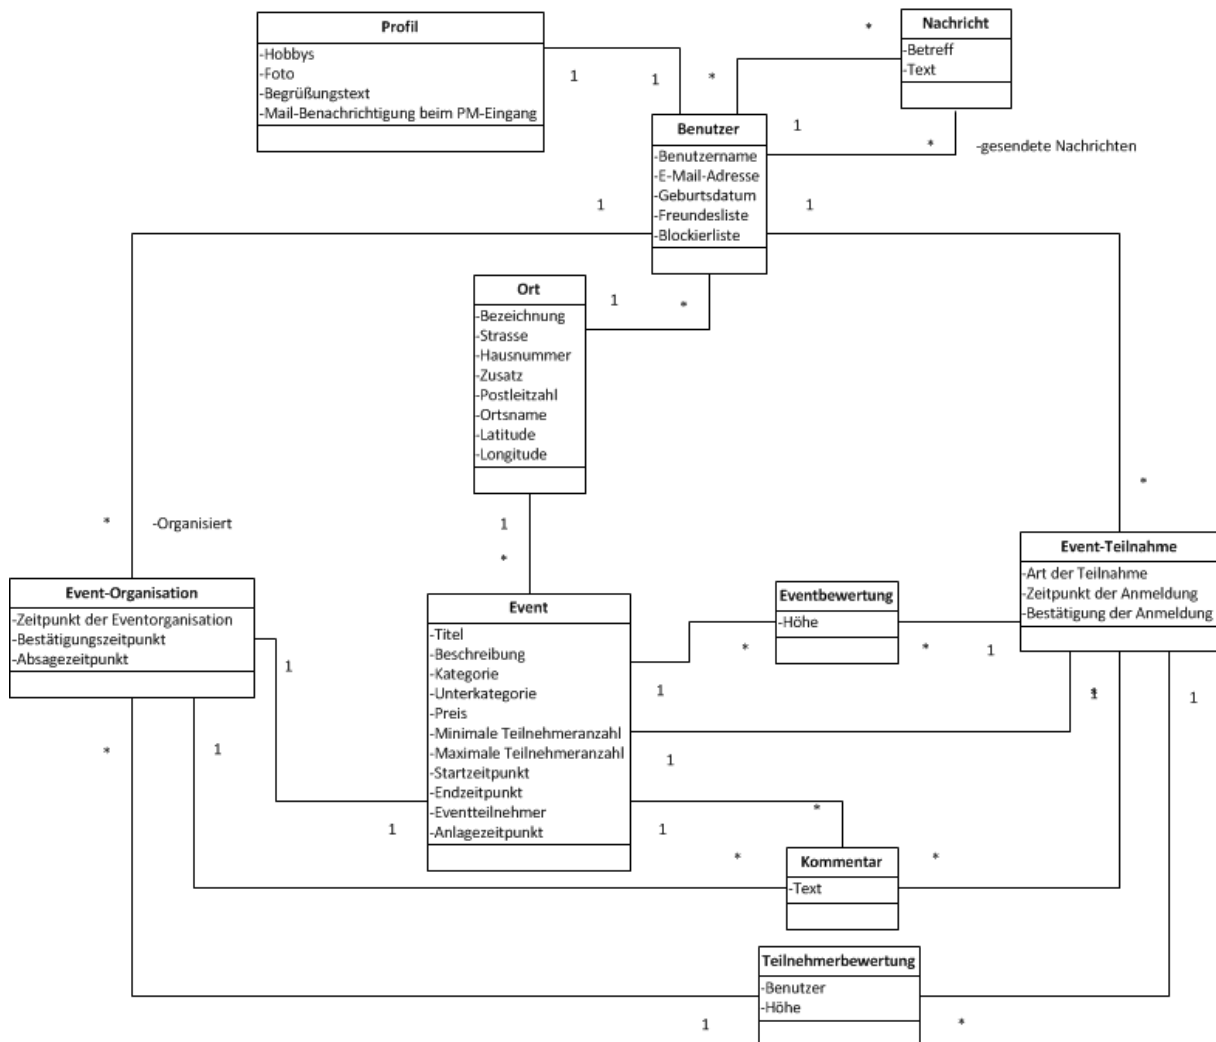 Profil
-Hobbys
-Foto
-Begrüßungstext
-Mail-Benachrichtigung beim PM-Eingang
1
1
*
*
Nachricht
-Betreff
-Text
Benutzer
-Benutzername
-E-Mail-Adresse
-Geburtsdatum
-Freundesliste
-Blockierliste
1
*
-gesendete Nachrichten
1
1
Ort
-Bezeichnung
-Strasse
-Hausnummer
-Zusatz
-Postleitzahl
-Ortsname
-Latitude
-Longitude
1
*
*
-Organisiert
1
*
*
Event-Organisation
-Zeitpunkt der Eventorganisation
-Bestätigungszeitpunkt
-Absagezeitpunkt
Event
-Titel
-Beschreibung
-Kategorie
-Unterkategorie
-Preis
-Minimale Teilnehmeranzahl
-Maximale Teilnehmeranzahl
-Startzeitpunkt
-Endzeitpunkt
-Eventteilnehmer
-Anlagezeitpunkt
Eventbewertung
-Höhe
Event-Teilnahme
-Art der Teilnahme
-Zeitpunkt der Anmeldung
-Bestätigung der Anmeldung
1
*
*
1
1
*
1
1
*
1
1
1
1
*
*
*
Kommentar
-Text
Teilnehmerbewertung
-Benutzer
-Höhe
1
*